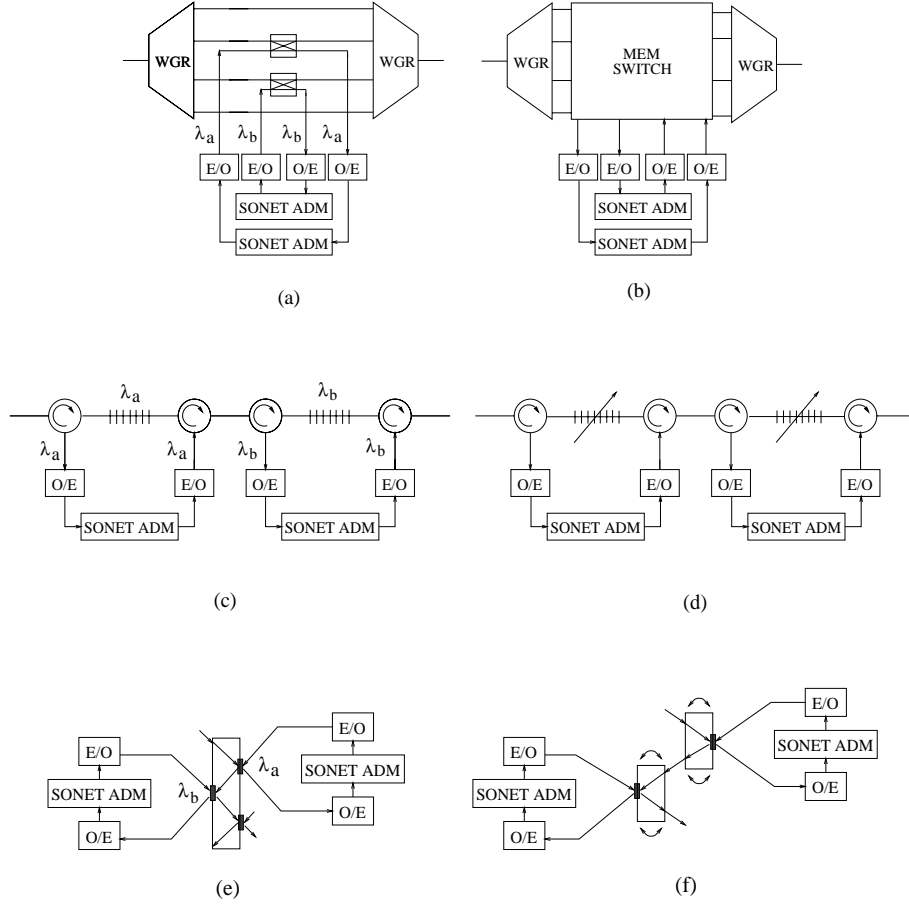 WGR
WGR
λa
λb
λb
λa
E/O
E/O
O/E
O/E
SONET ADM
SONET ADM
(a)
WGR
MEM
SWITCH
WGR
E/O
E/O
O/E
O/E
SONET ADM
SONET ADM
(b)
λa
λb
λa
λa
λb
λb
O/E
E/O
O/E
E/O
SONET ADM
SONET ADM
(c)
O/E
E/O
O/E
E/O
SONET ADM
SONET ADM
(d)
E/O
E/O
SONET ADM
λa
SONET ADM
λb
O/E
O/E
(e)
E/O
E/O
SONET ADM
SONET ADM
O/E
O/E
(f)